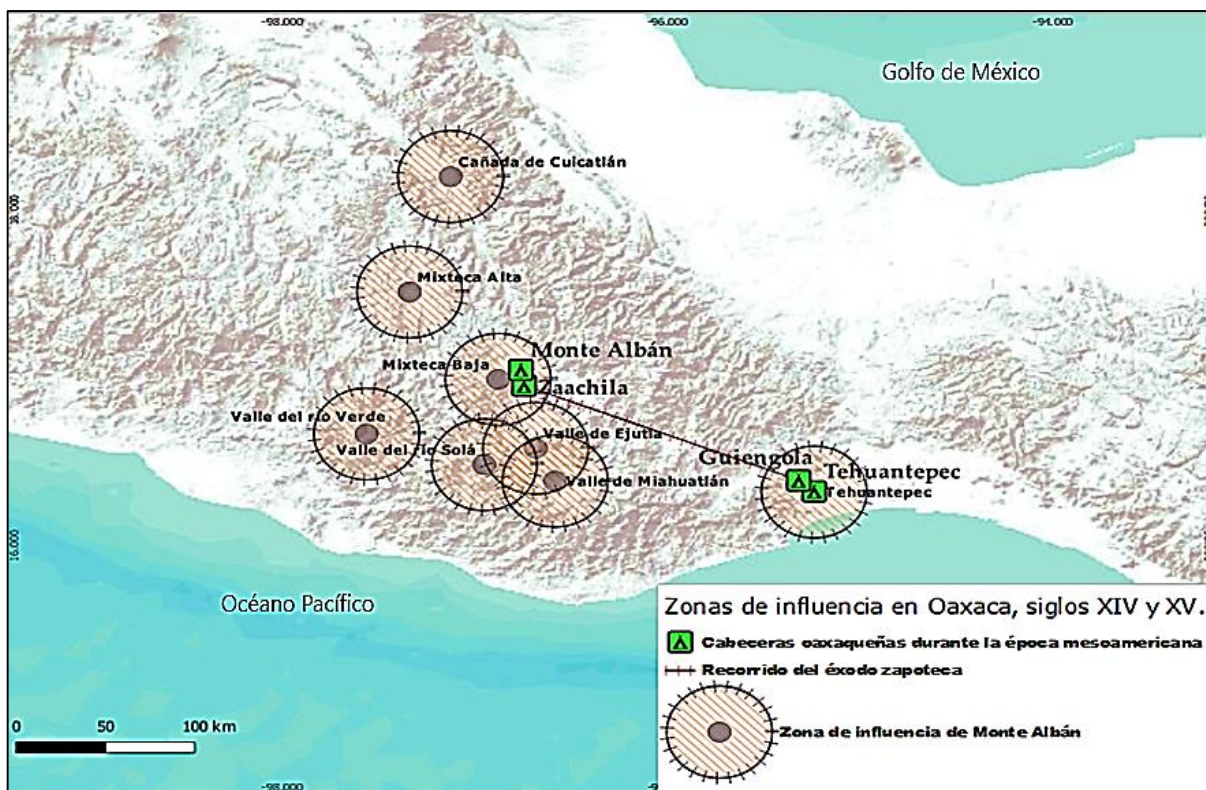 -98.000
-96.000
-94.000
Golfo de México
Cañada de Cuicatlán
18.000
Mixteca Alta
Monte Albán
Mixteca Baja
Zaachila
Valle del río Verde
Valle de Ejutla
Valle del río Solá
Guiengola
Tehuantepec
Valle de Miahuatlán
Tehuantepec
16.000
Océano Pacífico
Zonas de influencia en Oaxaca, siglos XIV y XV.
Cabeceras oaxaqueñas durante la época mesoamericana
Recorrido del éxodo zapoteca
0 50 100 km
Zona de influencia de Monte Albán
-98.000